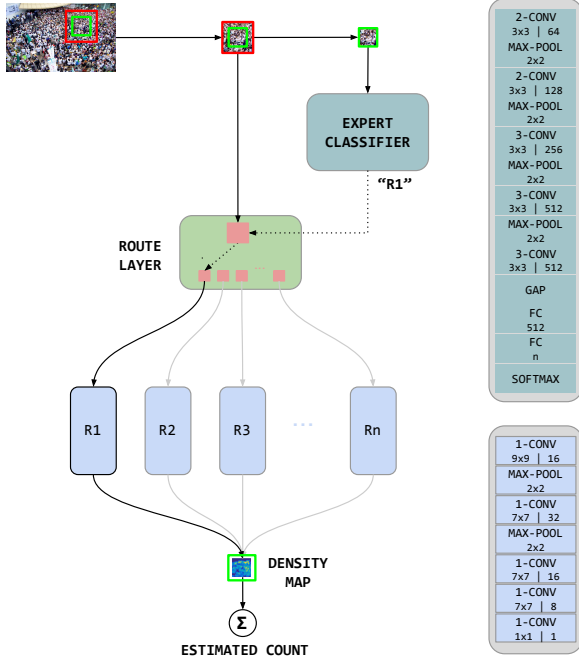 EXPERT
CLASSIFIER
“R1”
ROUTE
LAYER
...
R1
R2
R3
...
Rn
DENSITY
MAP
Σ
ESTIMATED COUNT
2-CONV
3x3 | 64
MAX-POOL
2x2
2-CONV
3x3 | 128
MAX-POOL
2x2
3-CONV
3x3 | 256
MAX-POOL
2x2
3-CONV
3x3 | 512
MAX-POOL
2x2
3-CONV
3x3 | 512
GAP
FC
512
FC
n
SOFTMAX
1-CONV
9x9 | 16
MAX-POOL
2x2
1-CONV
7x7 | 32
MAX-POOL
2x2
1-CONV
7x7 | 16
1-CONV
7x7 | 8
1-CONV
1x1 | 1